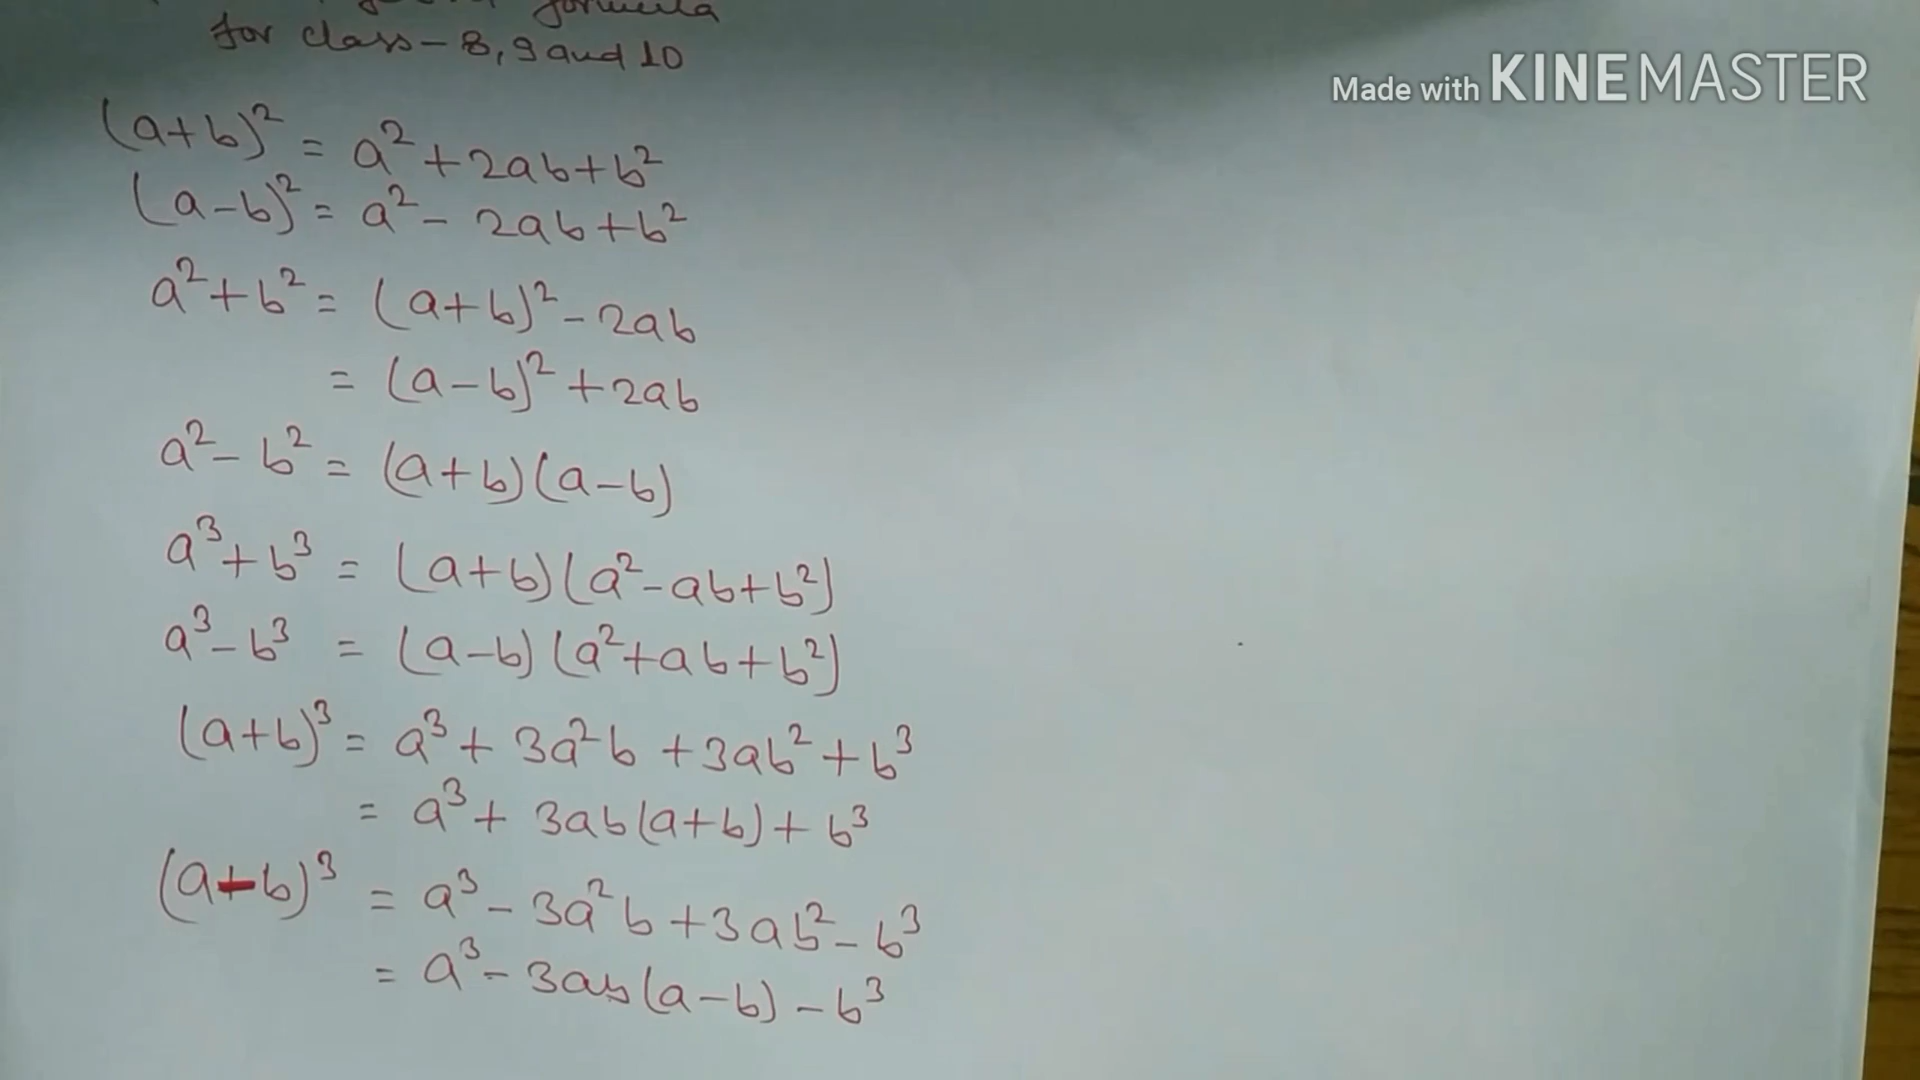 formula
for class-8,9 and 10
Made with KINEMASTER
(a+b)² = a²+2ab+b²
(a-b)² = a²- 2ab+b²
a²+b² = (a+b)²-2ab
= (a-b)²+2ab
a²- b² = (a+b)(a-b)
a³+b³ = (a+b)(a²-ab+b²)
a³-b³ = (a-b)(a²+ab+b²)
(a+b)³ = a³+ 3a²b +3ab²+b³
= a³+ 3ab(a+b)+ b³
(a-b)³ = a³- 3a²b+3ab²-b³
= a³- 3ab(a-b) -b³